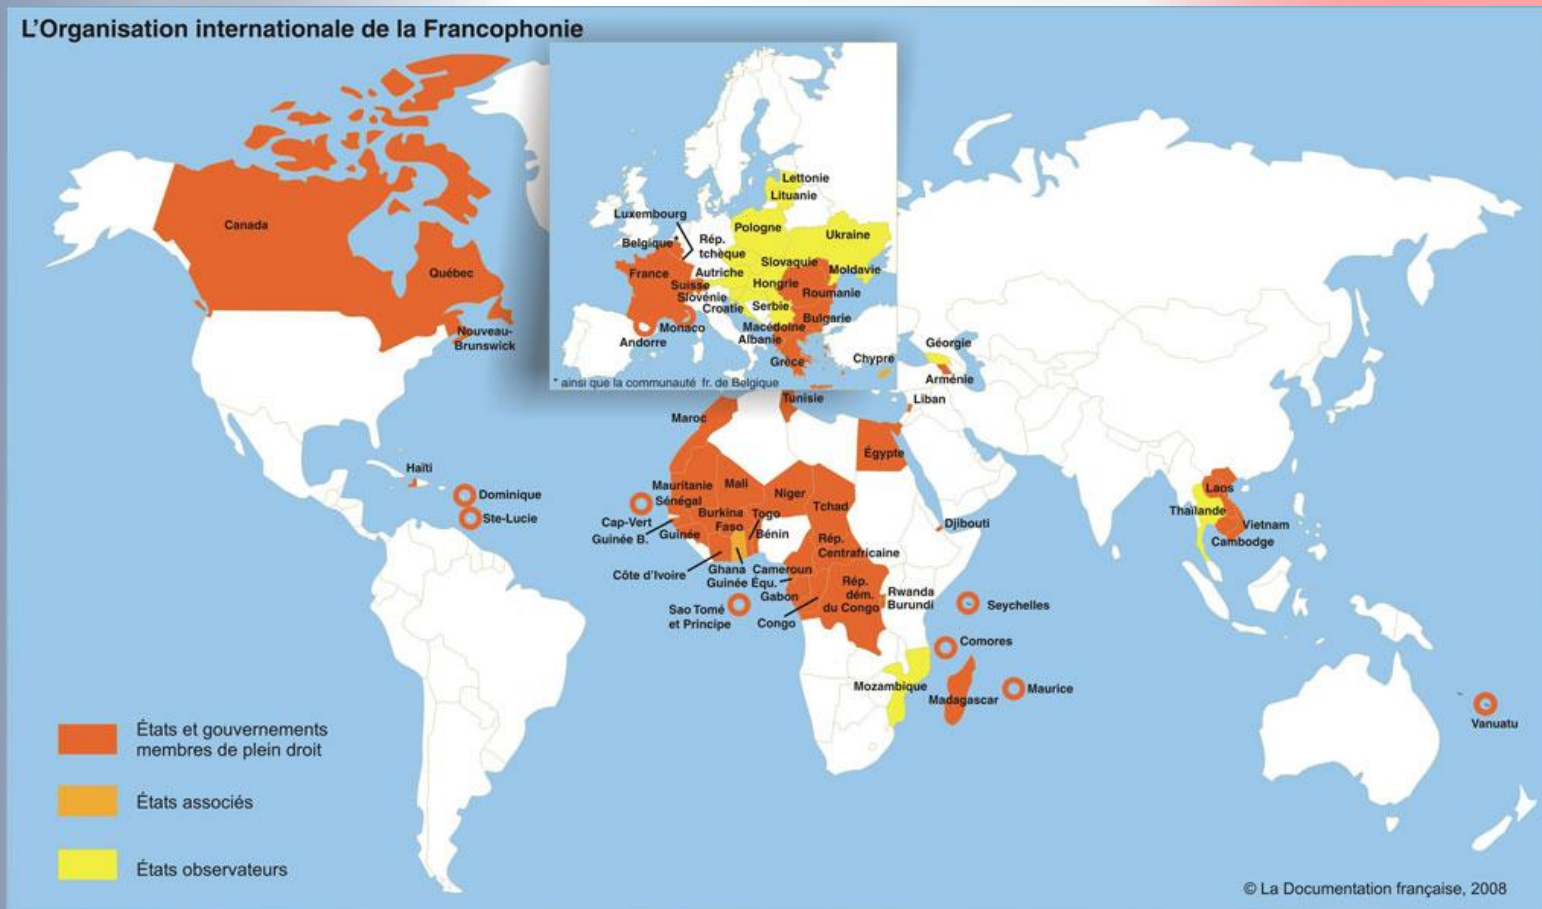 L'Organisation internationale de la Francophonie
Canada
Québec
Nouveau-
Brunswick
Haïti
Dominique
Ste-Lucie
Lettonie
Lituanie
Luxembourg
Belgique*
Pologne
Ukraine
Rép.
tchèque
Slovaquie
Moldavie
France
Autriche
Suisse
Hongrie
Roumanie
Slovénie
Croatie
Serbie
Bulgarie
Monaco
Macédoine
Andorre
Albanie
Grèce
Chypre
* ainsi que la communauté fr. de Belgique
Géorgie
Arménie
Liban
Tunisie
Maroc
Égypte
Mauritanie
Mali
Niger
Tchad
Sénégal
Cap-Vert
Burkina
Faso
Togo
Guinée B.
Guinée
Bénin
Djibouti
Rép.
Centrafricaine
Côte d'Ivoire
Ghana
Cameroun
Guinée Équ.
Gabon
Rép.
dém.
du Congo
Rwanda
Burundi
Sao Tomé
et Principe
Congo
Seychelles
Comores
Mozambique
Madagascar
Maurice
Laos
Thaïlande
Vietnam
Cambodge
Vanuatu
États et gouvernements
membres de plein droit
États associés
États observateurs
© La Documentation française, 2008